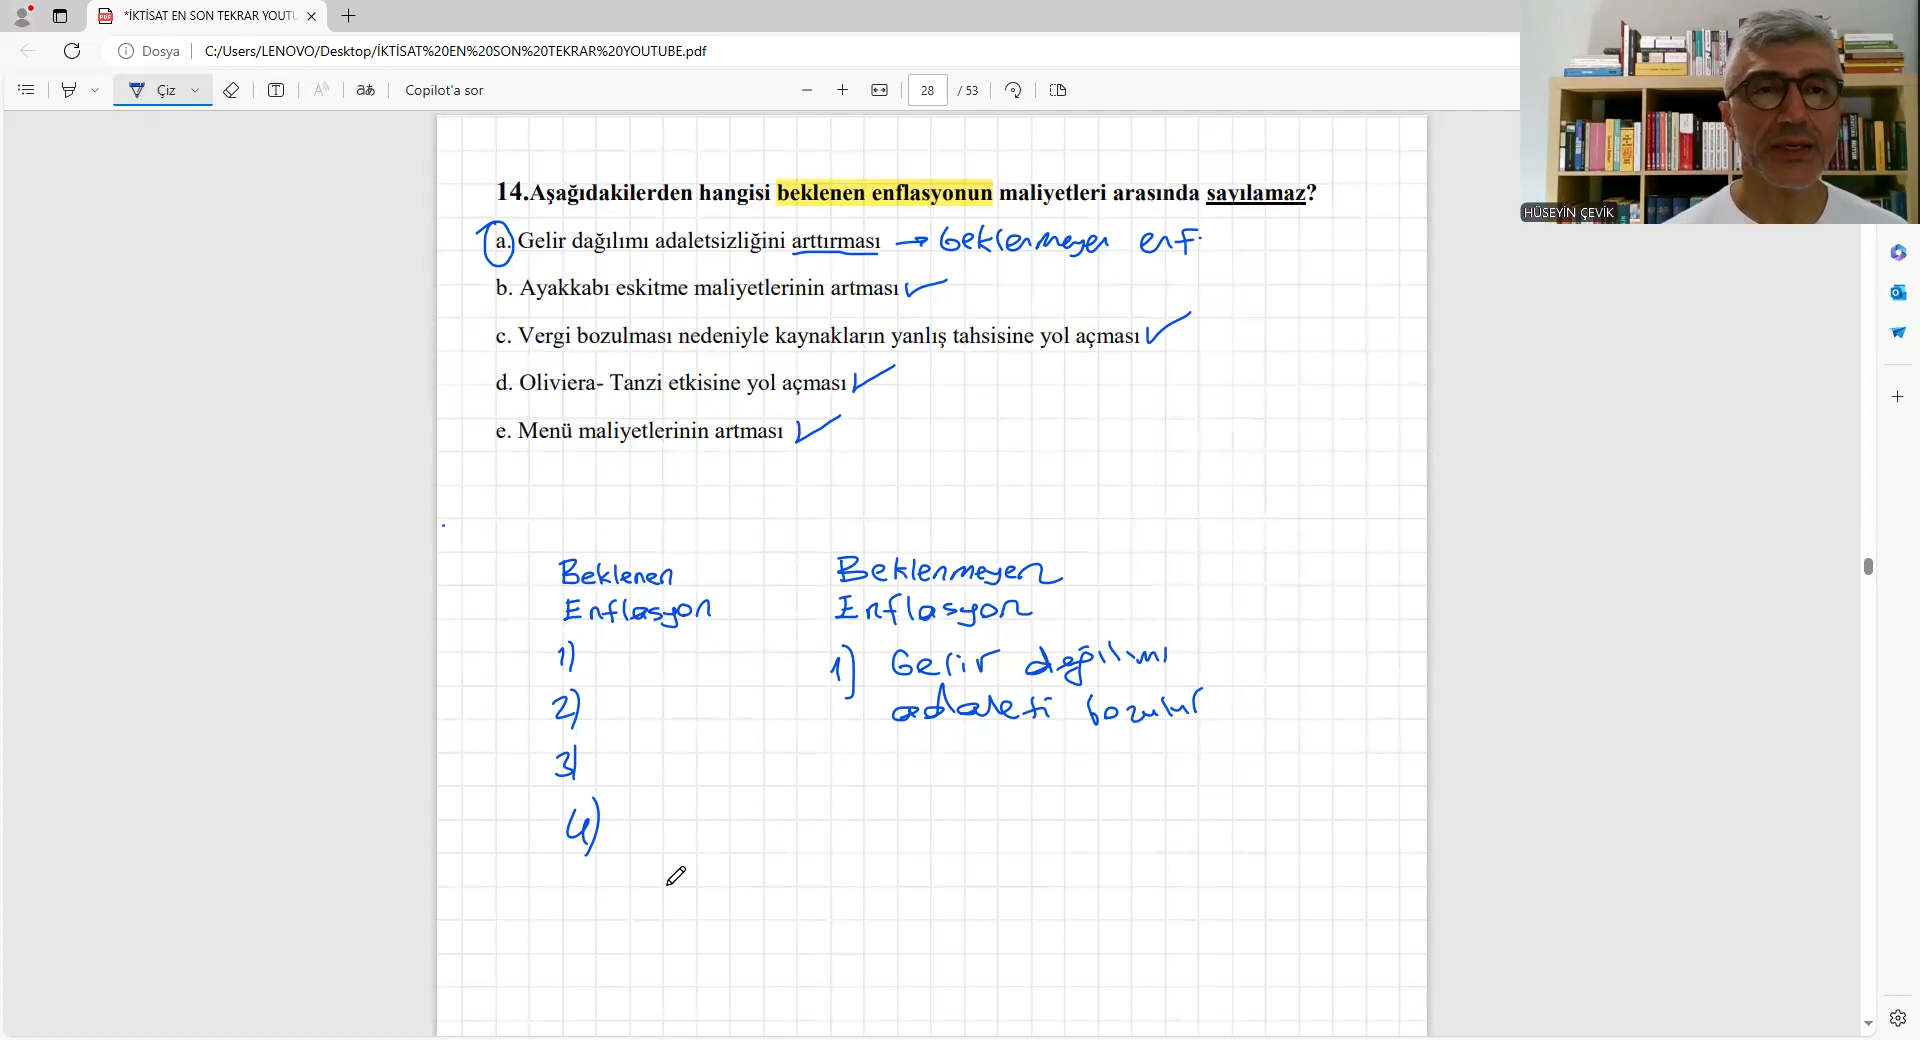 *İKTİSAT EN SON TEKRAR YOUTU
Dosya C:/Users/LENOVO/Desktop/İKTİSAT%20EN%20SON%20TEKRAR%20YOUTUBE.pdf
Çiz Copilot'a sor 28 / 53
HÜSEYİN ÇEVİK
14.Aşağıdakilerden hangisi beklenen enflasyonun maliyetleri arasında sayılamaz?
a. Gelir dağılımı adaletsizliğini arttırması → beklenmeyen enf.
b. Ayakkabı eskitme maliyetlerinin artması
c. Vergi bozulması nedeniyle kaynakların yanlış tahsisine yol açması
d. Oliviera- Tanzi etkisine yol açması
e. Menü maliyetlerinin artması
Beklenen
Enflasyon
1)
2)
3)
4)
Beklenmeyen
Enflasyon
1) Gelir dağılımı
adaleti bozulur